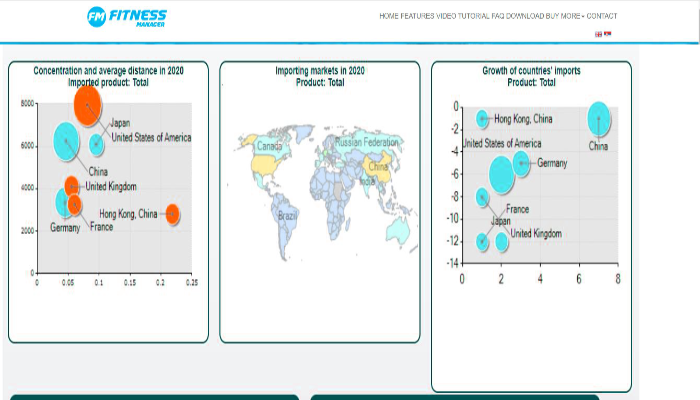 FM FITNESS
MANAGER
HOME FEATURES VIDEO TUTORIAL FAQ DOWNLOAD BUY MORE CONTACT
Concentration and average distance in 2020
Imported product: Total
8000
6000
4000
2000
0
0 0.05 0.1 0.15 0.2 0.25
Japan
United States of America
China
United Kingdom
Hong Kong, China
Germany
France
Importing markets in 2020
Product: Total
Canada
Russian Federation
China
India
Brazil
Growth of countries' imports
Product: Total
0
-2
-4
-6
-8
-10
-12
-14
0 2 4 6 8
Hong Kong, China
China
United States of America
Germany
France
Japan
United Kingdom